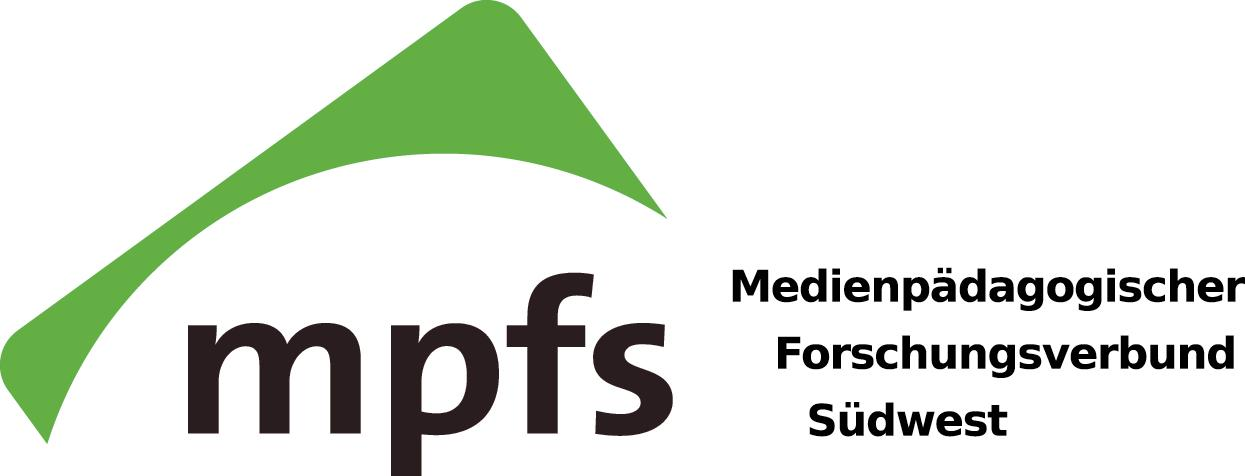 mpfs
Medienpädagogischer
Forschungsverbund
Südwest